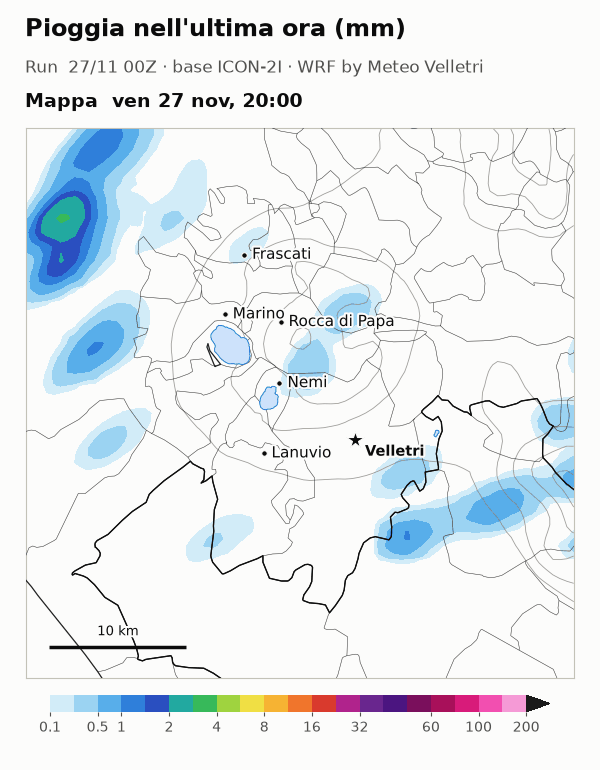 Pioggia nell'ultima ora (mm)
Run  27/11 00Z · base ICON-2I · WRF by Meteo Velletri
Mappa  ven 27 nov, 20:00
Frascati
Marino
Rocca di Papa
Nemi
Velletri
Lanuvio
10 km
0.1 0.5 1 2 4 8 16 32 60 100 200